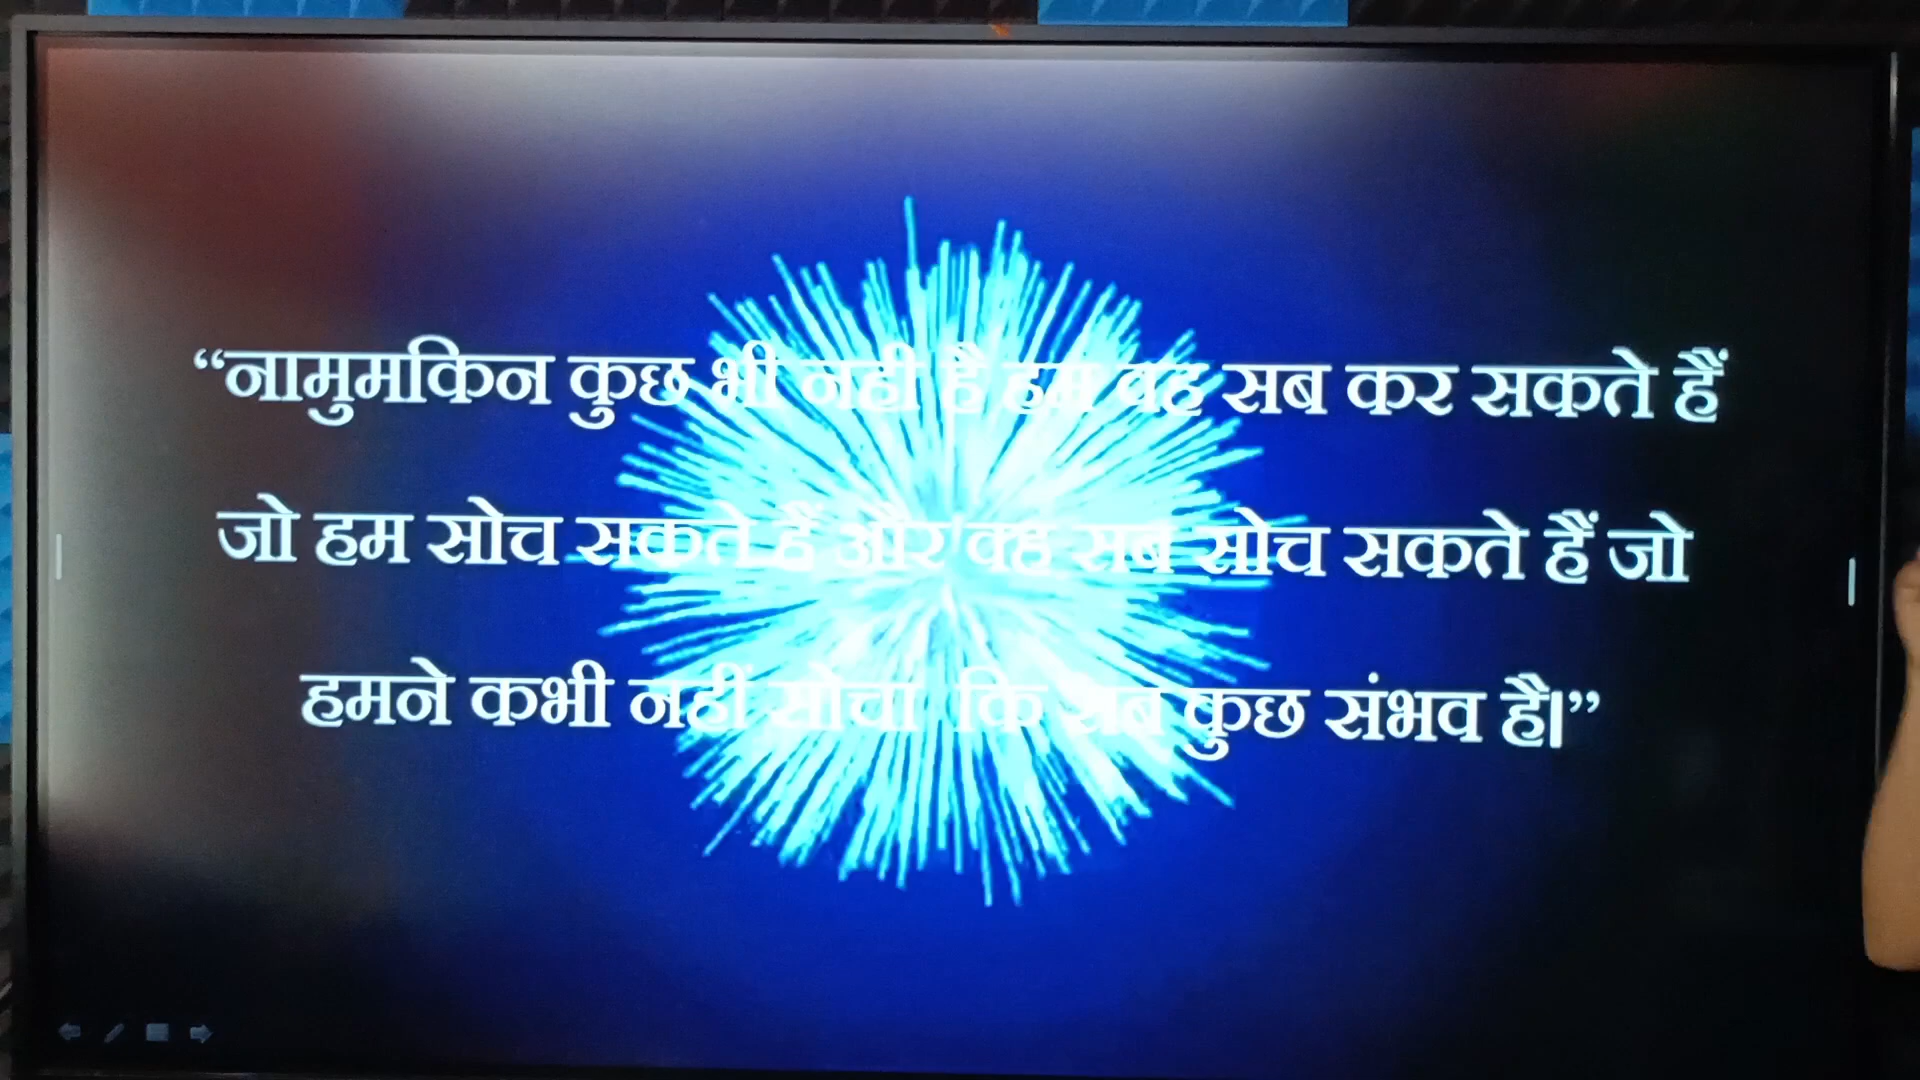 “नामुमकिन कुछ भी नही है हम वह सब कर सकते हैं
जो हम सोच सकते हैं और वह सब सोच सकते हैं जो
हमने कभी नहीं सोचा कि सब कुछ संभव है।”